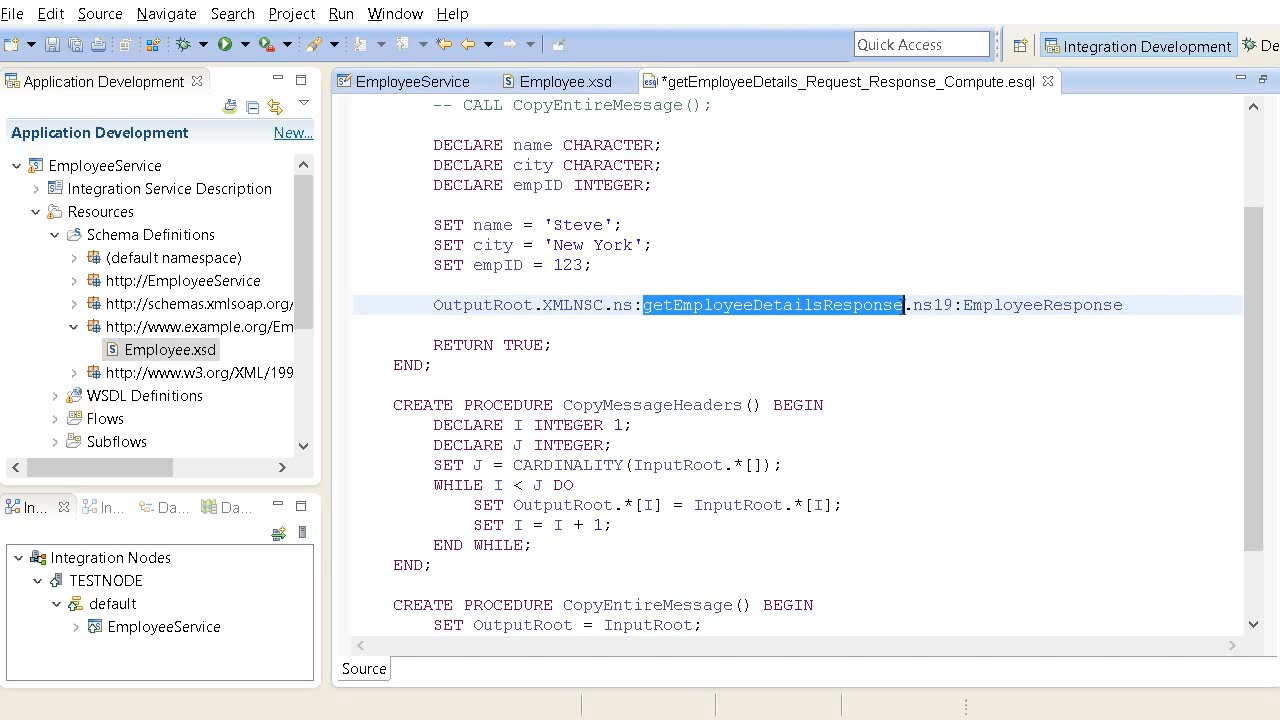 File Edit Source Navigate Search Project Run Window Help
Quick Access
Integration Development
De
Application Development
EmployeeService
Employee.xsd
*getEmployeeDetails_Request_Response_Compute.esql
Application Development
New...
EmployeeService
Integration Service Description
Resources
Schema Definitions
(default namespace)
http://EmployeeService
http://schemas.xmlsoap.org/
http://www.example.org/Em
Employee.xsd
http://www.w3.org/XML/199
WSDL Definitions
Flows
Subflows
In...
In...
Da...
Da...
Integration Nodes
TESTNODE
default
EmployeeService
-- CALL CopyEntireMessage();
DECLARE name CHARACTER;
DECLARE city CHARACTER;
DECLARE empID INTEGER;
SET name = 'Steve';
SET city = 'New York';
SET empID = 123;
OutputRoot.XMLNSC.ns:getEmployeeDetailsResponse.ns19:EmployeeResponse
RETURN TRUE;
END;
CREATE PROCEDURE CopyMessageHeaders() BEGIN
DECLARE I INTEGER 1;
DECLARE J INTEGER;
SET J = CARDINALITY(InputRoot.*[]);
WHILE I < J DO
SET OutputRoot.*[I] = InputRoot.*[I];
SET I = I + 1;
END WHILE;
END;
CREATE PROCEDURE CopyEntireMessage() BEGIN
SET OutputRoot = InputRoot;
Source